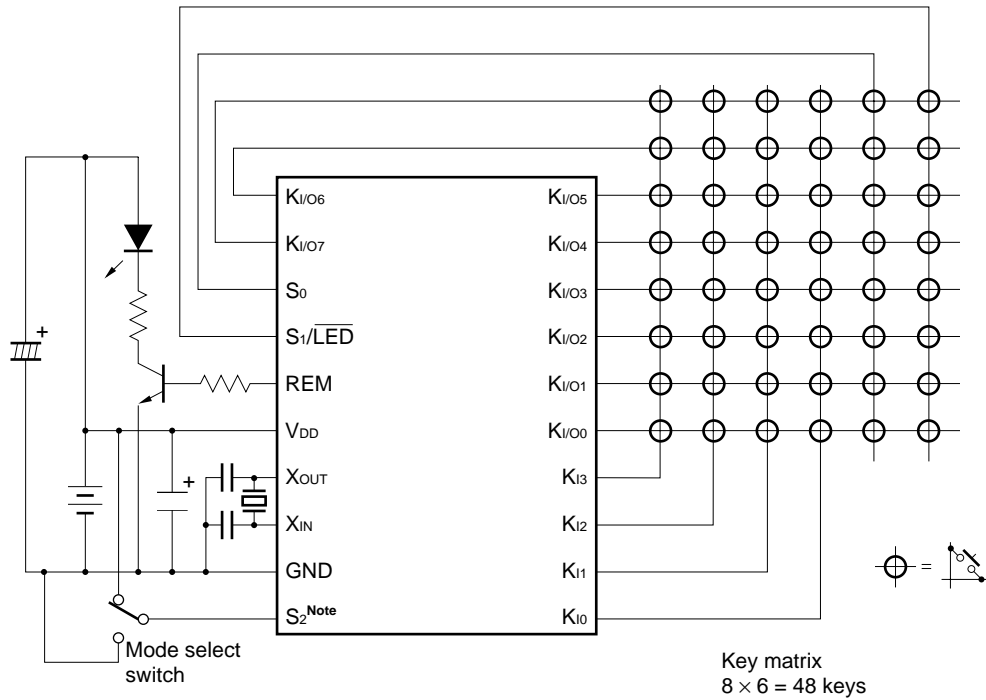 KI/O6
KI/O7
S0
S1/LED
REM
VDD
XOUT
XIN
GND
S2Note
KI/O5
KI/O4
KI/O3
KI/O2
KI/O1
KI/O0
KI3
KI2
KI1
KI0
+
+
=
Mode select
switch
Key matrix
8 × 6 = 48 keys